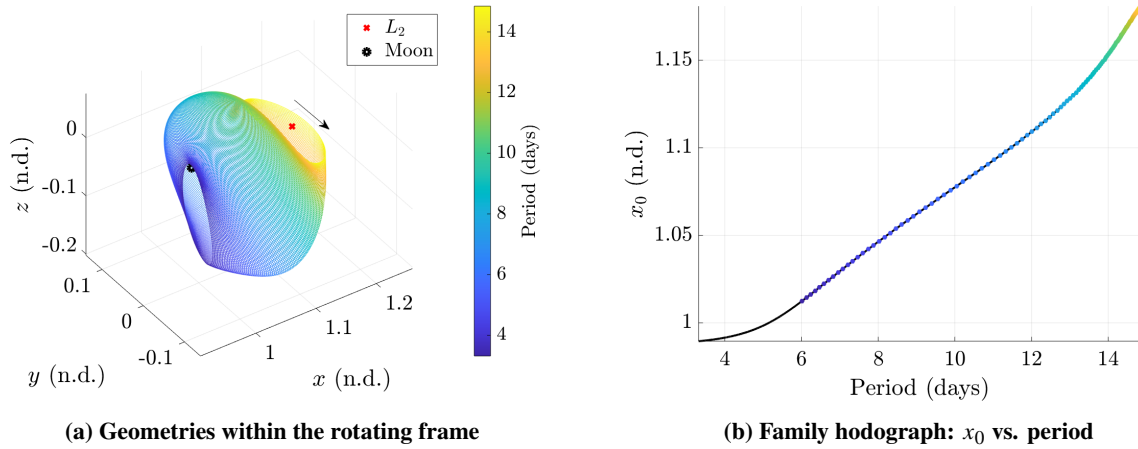 L₂
Moon
0
-0.1
-0.2
z (n.d.)
0.1
0
-0.1
y (n.d.)
1
1.1
1.2
x (n.d.)
14
12
10
8
6
4
Period (days)
(a) Geometries within the rotating frame
1.15
1.1
1.05
1
x₀ (n.d.)
4 6 8 10 12 14
Period (days)
(b) Family hodograph: x₀ vs. period